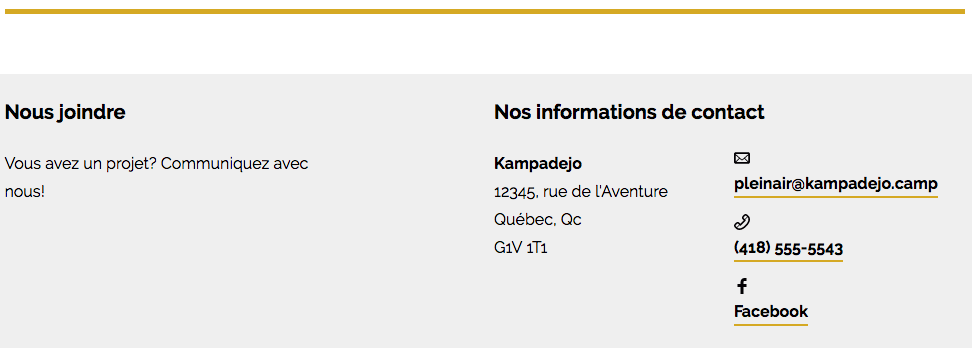 Nous joindre
Vous avez un projet? Communiquez avec
nous!
Nos informations de contact
Kampadejo
12345, rue de l'Aventure
Québec, Qc
G1V 1T1
pleinair@kampadejo.camp
(418) 555-5543
Facebook